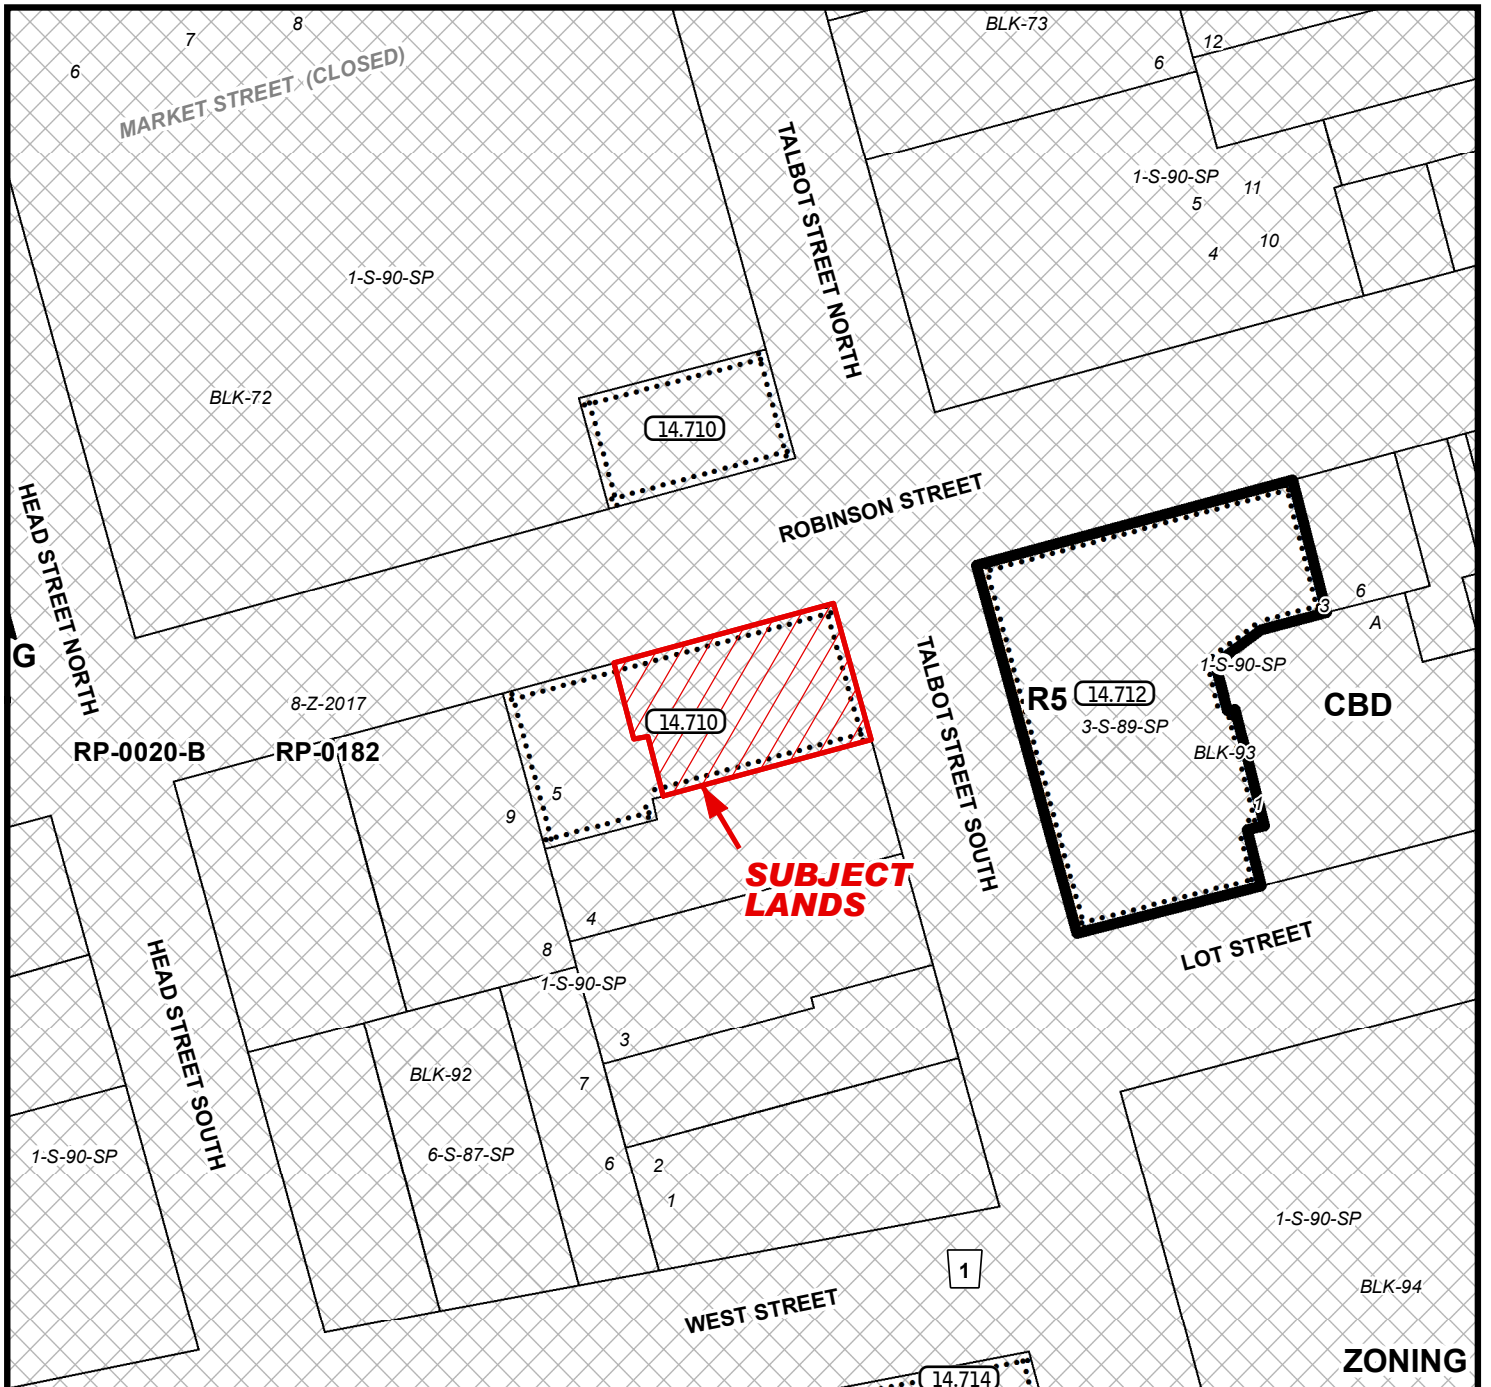 8
BLK-73
7
12
6
6
MARKET STREET (CLOSED)
TALBOT STREET NORTH
1-S-90-SP
11
5
10
4
1-S-90-SP
BLK-72
14.710
HEAD STREET NORTH
ROBINSON STREET
6
3
A
G
1-S-90-SP
TALBOT STREET SOUTH
R5
14.712
CBD
8-Z-2017
14.710
3-S-89-SP
RP-0020-B
RP-0182
BLK-93
5
1
9
SUBJECT
LANDS
4
LOT STREET
8
HEAD STREET SOUTH
1-S-90-SP
3
BLK-92
7
1-S-90-SP
6-S-87-SP
6
2
1
1-S-90-SP
1
BLK-94
WEST STREET
ZONING
14.714